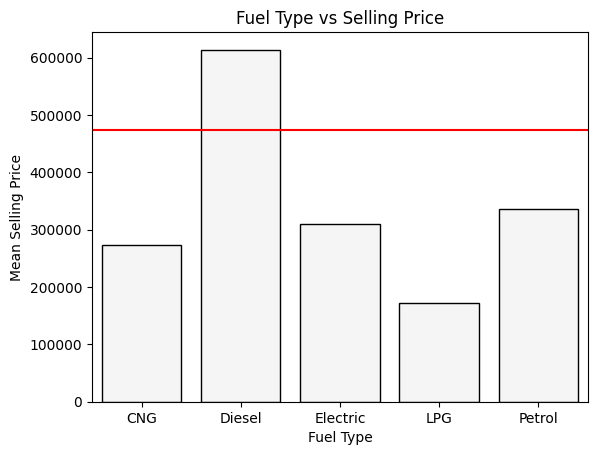 Fuel Type vs Selling Price
Mean Selling Price
600000
500000
400000
300000
200000
100000
0
CNG Diesel Electric LPG Petrol
Fuel Type